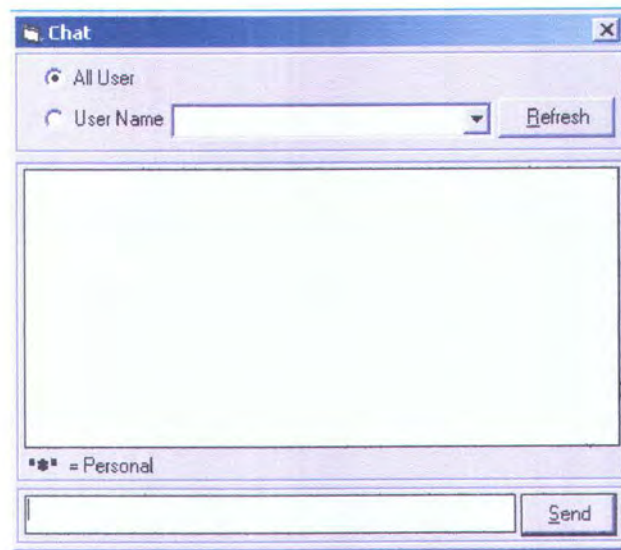 Chat
All User
User Name Refresh
"*" = Personal
Send